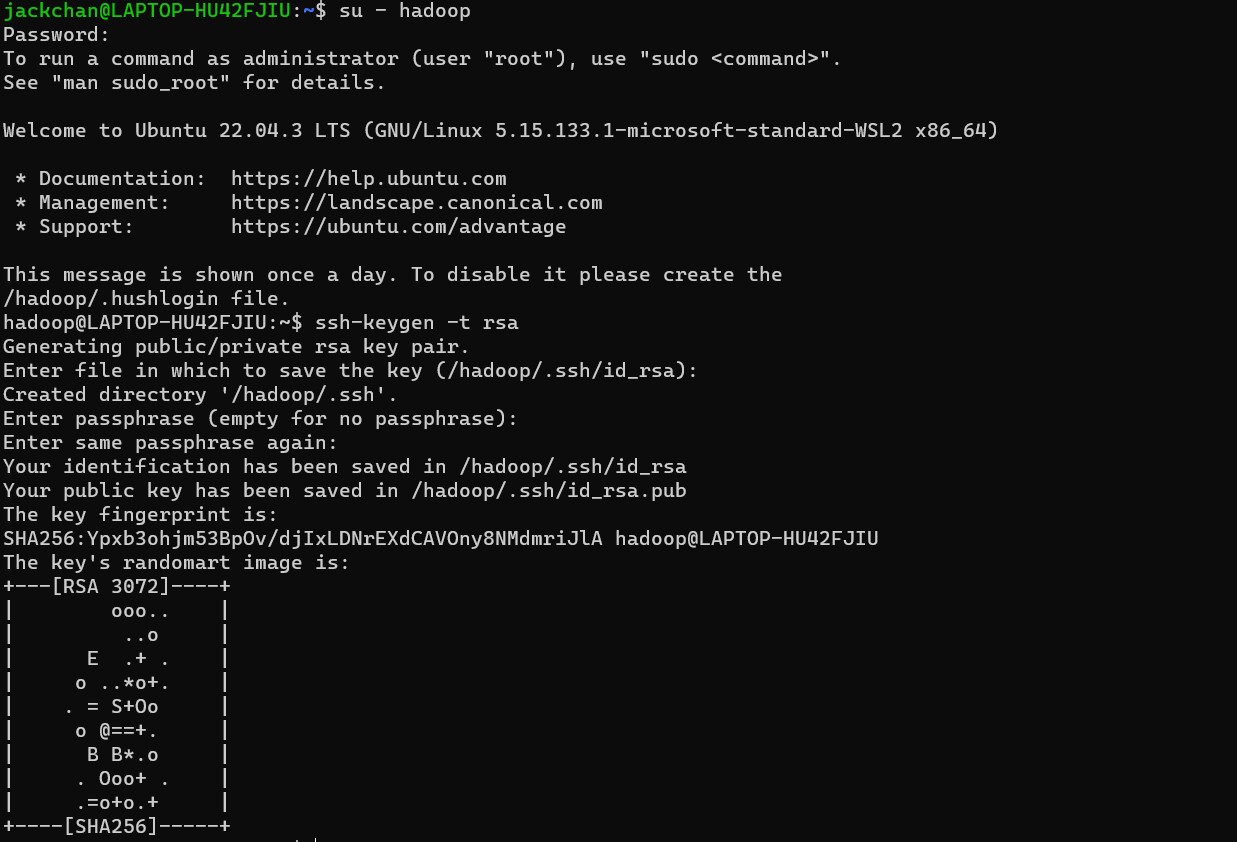 jackchan@LAPTOP-HU42FJIU:~$ su - hadoop
Password:
To run a command as administrator (user "root"), use "sudo <command>".
See "man sudo_root" for details.

Welcome to Ubuntu 22.04.3 LTS (GNU/Linux 5.15.133.1-microsoft-standard-WSL2 x86_64)

 * Documentation:  https://help.ubuntu.com
 * Management:     https://landscape.canonical.com
 * Support:        https://ubuntu.com/advantage

This message is shown once a day. To disable it please create the
/hadoop/.hushlogin file.
hadoop@LAPTOP-HU42FJIU:~$ ssh-keygen -t rsa
Generating public/private rsa key pair.
Enter file in which to save the key (/hadoop/.ssh/id_rsa):
Created directory '/hadoop/.ssh'.
Enter passphrase (empty for no passphrase):
Enter same passphrase again:
Your identification has been saved in /hadoop/.ssh/id_rsa
Your public key has been saved in /hadoop/.ssh/id_rsa.pub
The key fingerprint is:
SHA256:Ypxb3ohjm53BpOv/djIxLDNrEXdCAVOny8NMdmriJlA hadoop@LAPTOP-HU42FJIU
The key's randomart image is:
+---[RSA 3072]----+
|        ooo..    |
|         ..o     |
|      E  .+ .    |
|     o ..*o+.    |
|    . = S+Oo     |
|     o @==+.     |
|      B B*.o     |
|     . Ooo+ .    |
|     .=o+o.+     |
+----[SHA256]-----+